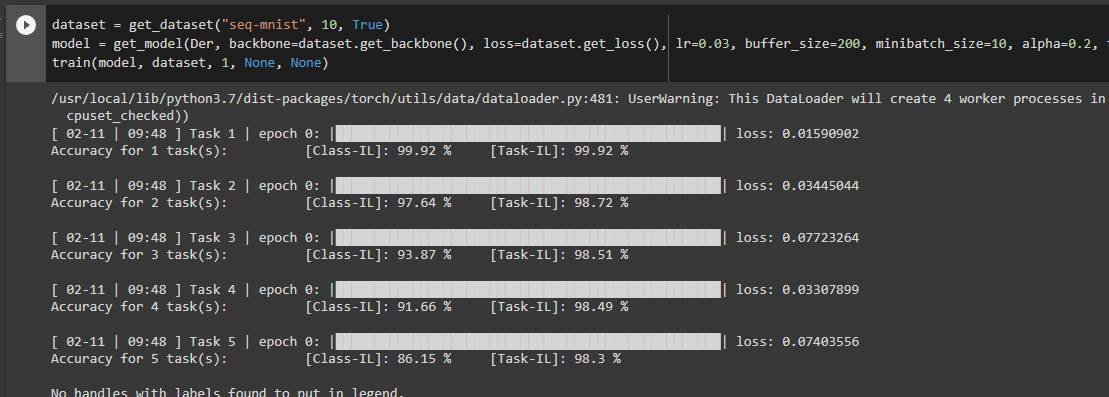 dataset = get_dataset("seq-mnist", 10, True)
model = get_model(Der, backbone=dataset.get_backbone(), loss=dataset.get_loss(), lr=0.03, buffer_size=200, minibatch_size=10, alpha=0.2,
train(model, dataset, 1, None, None)
/usr/local/lib/python3.7/dist-packages/torch/utils/data/dataloader.py:481: UserWarning: This DataLoader will create 4 worker processes in
cpuset_checked))
[ 02-11 | 09:48 ] Task 1 | epoch 0: | | loss: 0.01590902
Accuracy for 1 task(s): [Class-IL]: 99.92 % [Task-IL]: 99.92 %
[ 02-11 | 09:48 ] Task 2 | epoch 0: | | loss: 0.03445044
Accuracy for 2 task(s): [Class-IL]: 97.64 % [Task-IL]: 98.72 %
[ 02-11 | 09:48 ] Task 3 | epoch 0: | | loss: 0.07723264
Accuracy for 3 task(s): [Class-IL]: 93.87 % [Task-IL]: 98.51 %
[ 02-11 | 09:48 ] Task 4 | epoch 0: | | loss: 0.03307899
Accuracy for 4 task(s): [Class-IL]: 91.66 % [Task-IL]: 98.49 %
[ 02-11 | 09:48 ] Task 5 | epoch 0: | | loss: 0.07403556
Accuracy for 5 task(s): [Class-IL]: 86.15 % [Task-IL]: 98.3 %
No handles with labels found to put in legend.